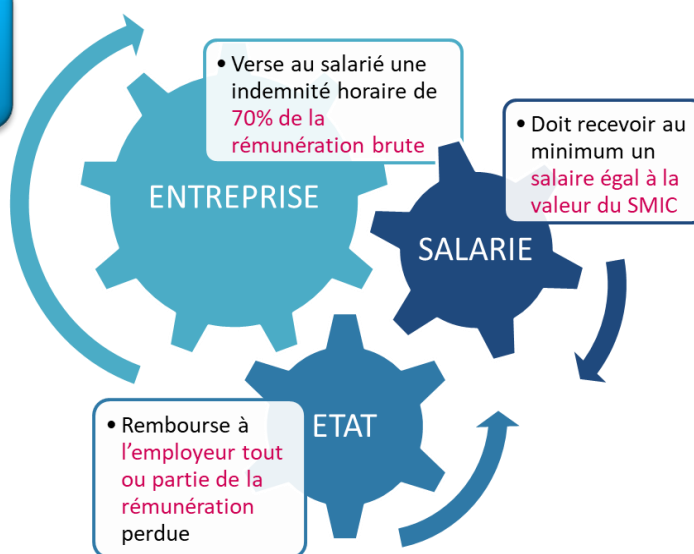 • Verse au salarié une
indemnité horaire de
70% de la
rémunération brute
ENTREPRISE
• Doit recevoir au
minimum un
salaire égal à la
valeur du SMIC
SALARIE
• Rembourse à
l’employeur tout
ou partie de la
rémunération
perdue
ETAT